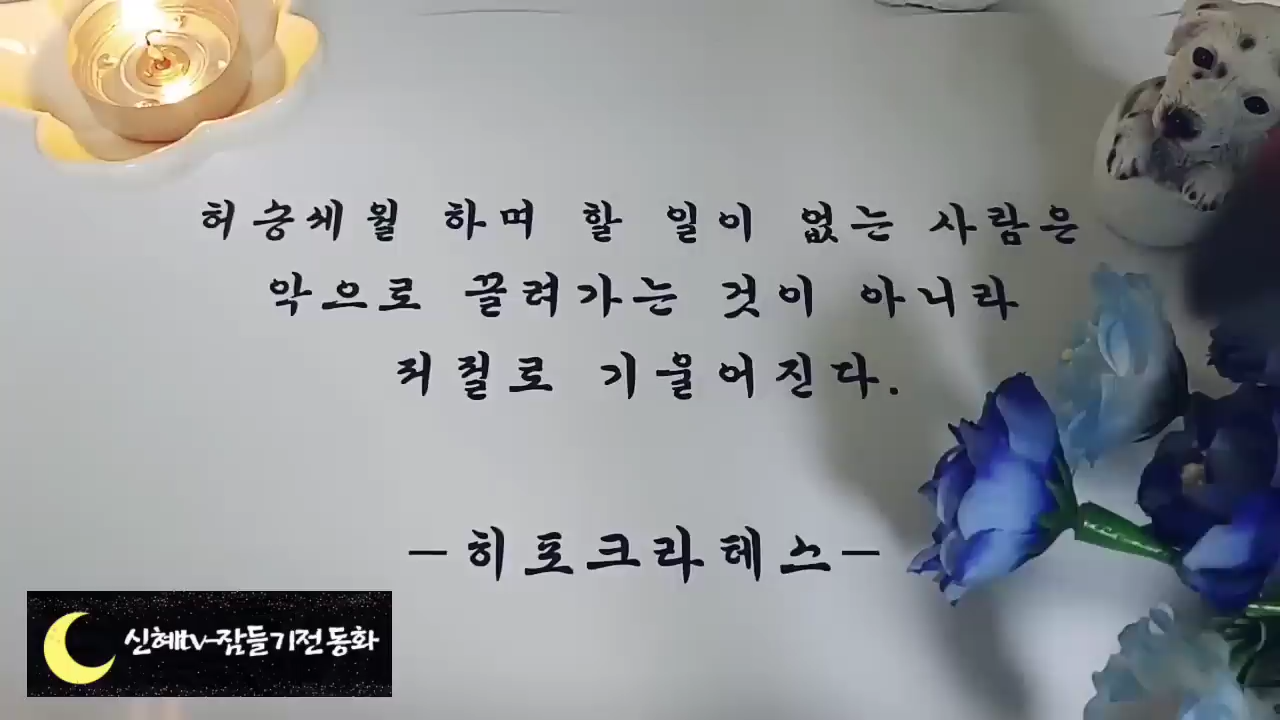 허숭세월 하며 할 일이 없는 사람은
악으로 끌려가는 것이 아니라
저절로 기울어진다.
-히포크라테스-
신혜tv-잠들기전 동화